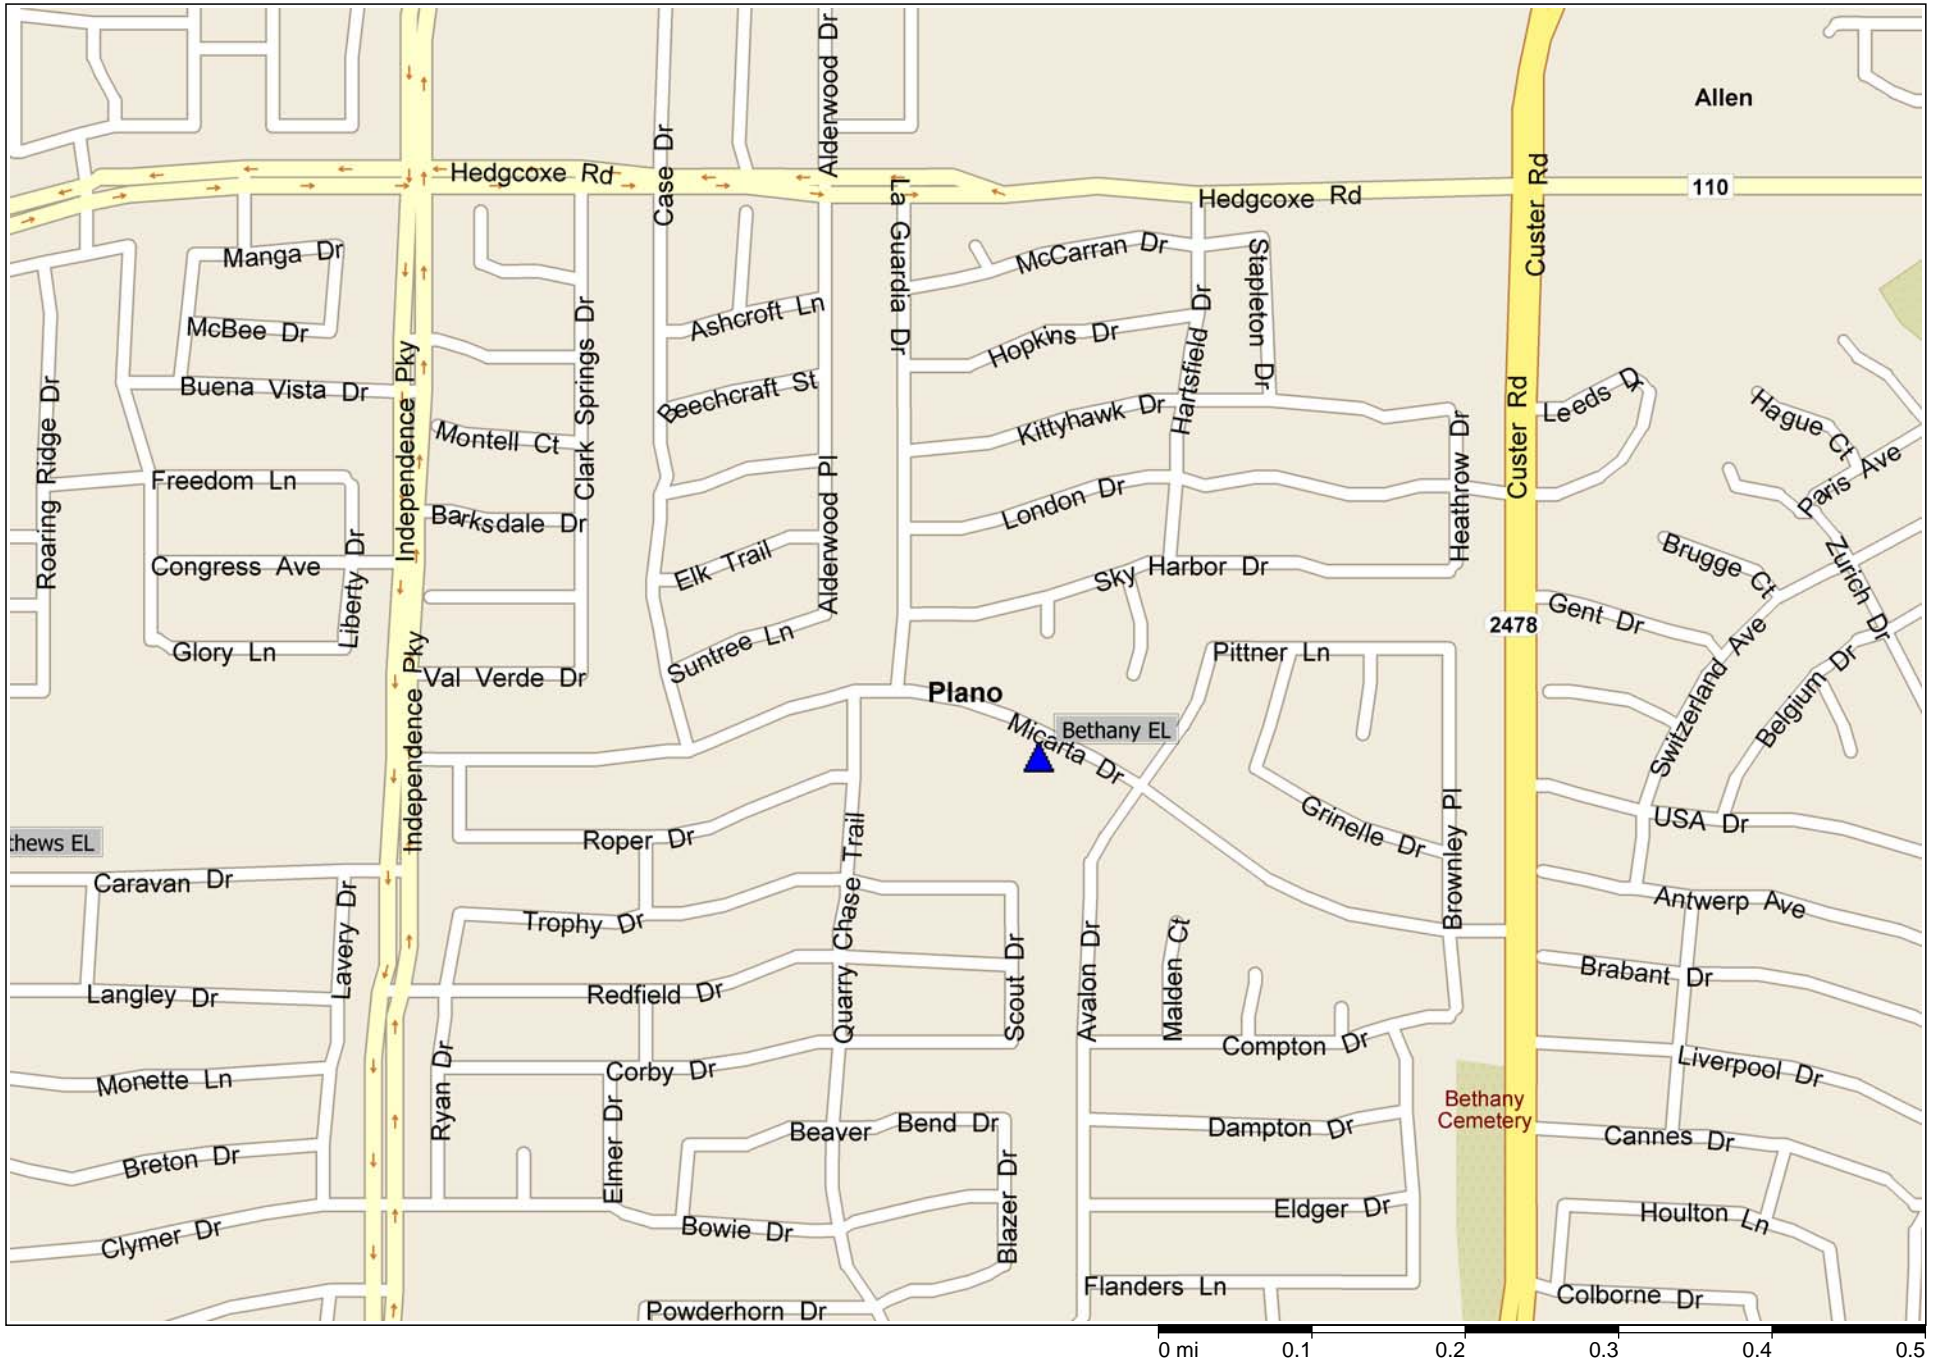 Alderwood Dr
Allen
Case Dr
Hedgcoxe Rd
Hedgcoxe Rd
Custer Rd
110
La Guardia Dr
Manga Dr
McCarran Dr
Stapleton Dr
McBee Dr
Ashcroft Ln
Hopkins Dr
Hartsfield Dr
Clark Springs Dr
Independence Pky
Roaring Ridge Dr
Buena Vista Dr
Beechcraft St
Kittyhawk Dr
Custer Rd
Leeds Dr
Hague Ct
Heathrow Dr
Montell Ct
Paris Ave
Freedom Ln
Alderwood Pl
London Dr
Barksdale Dr
Liberty Dr
Congress Ave
Elk Trail
Sky Harbor Dr
Brugge Ct
Zurich Dr
Gent Dr
2478
Glory Ln
Suntree Ln
Pittner Ln
Independence Pky
Val Verde Dr
Plano
Switzerland Ave
Belgium Dr
Micarta Dr
Bethany EL
Grinelle Dr
Brownley Pl
USA Dr
thews EL
Roper Dr
Quarry Chase Trail
Caravan Dr
Lavery Dr
Trophy Dr
Antwerp Ave
Scout Dr
Avalon Dr
Malden Ct
Brabant Dr
Langley Dr
Redfield Dr
Compton Dr
Liverpool Dr
Monette Ln
Ryan Dr
Corby Dr
Bethany
Cemetery
Elmer Dr
Beaver Bend Dr
Dampton Dr
Cannes Dr
Breton Dr
Blazer Dr
Eldger Dr
Houlton Ln
Clymer Dr
Bowie Dr
Flanders Ln
Colborne Dr
Powderhorn Dr
0 mi 0.1 0.2 0.3 0.4 0.5